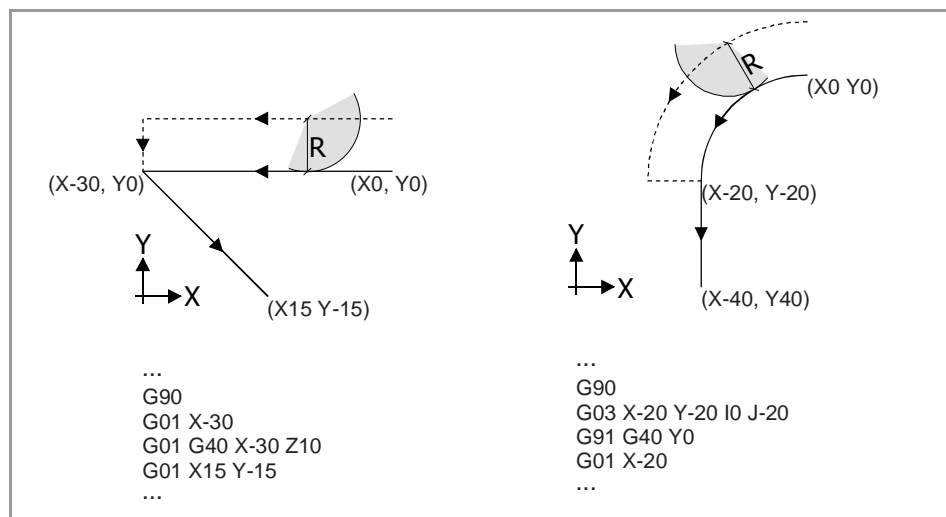 R
(X-30, Y0)
(X0, Y0)
Y
X
(X15 Y-15)
...
G90
G01 X-30
G01 G40 X-30 Z10
G01 X15 Y-15
...
R
(X0 Y0)
(X-20, Y-20)
Y
X
(X-40, Y40)
...
G90
G03 X-20 Y-20 I0 J-20
G91 G40 Y0
G01 X-20
...